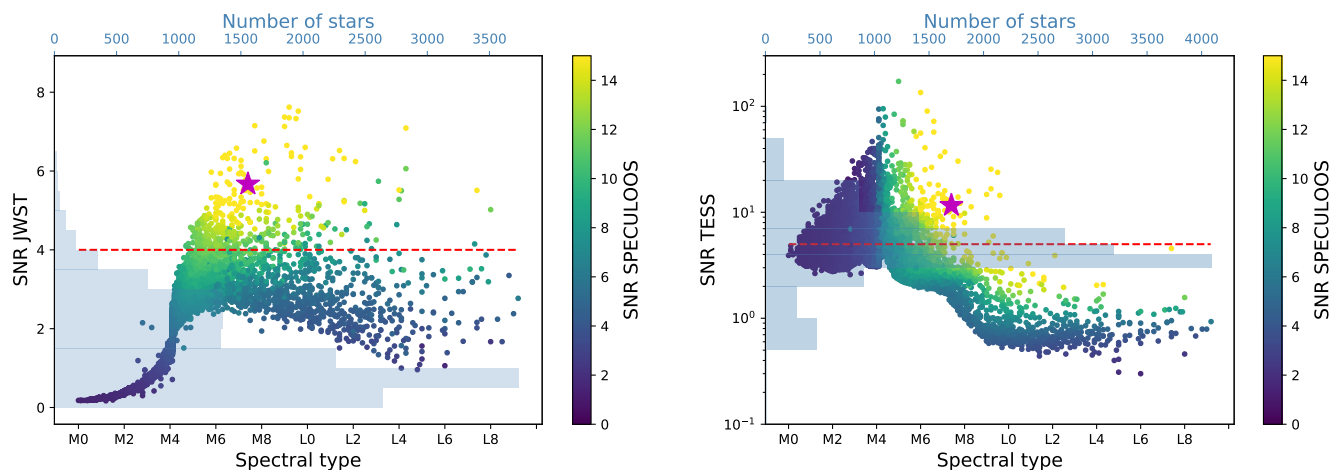 Number of stars
0 500 1000 1500 2000 2500 3000 3500
8
6
4
2
0
SNR JWST
M0 M2 M4 M6 M8 L0 L2 L4 L6 L8
Spectral type
14
12
10
8
6
4
2
0
SNR SPECULOOS
Number of stars
0 500 1000 1500 2000 2500 3000 3500 4000
10²
10¹
10⁰
10⁻¹
SNR TESS
M0 M2 M4 M6 M8 L0 L2 L4 L6 L8
Spectral type
14
12
10
8
6
4
2
0
SNR SPECULOOS